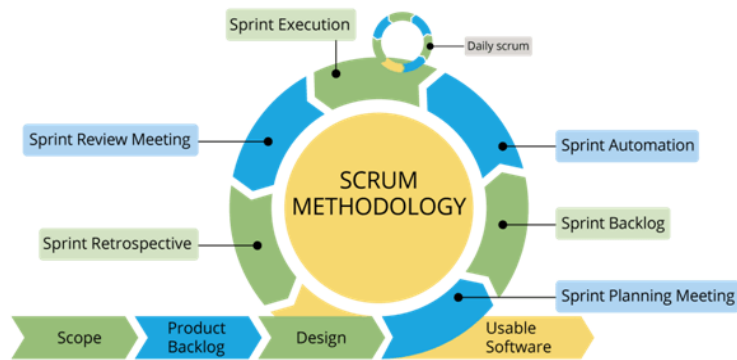 Sprint Execution
Daily scrum
Sprint Review Meeting
Sprint Automation
SCRUM
METHODOLOGY
Sprint Retrospective
Sprint Backlog
Sprint Planning Meeting
Scope
Product
Backlog
Design
Usable
Software